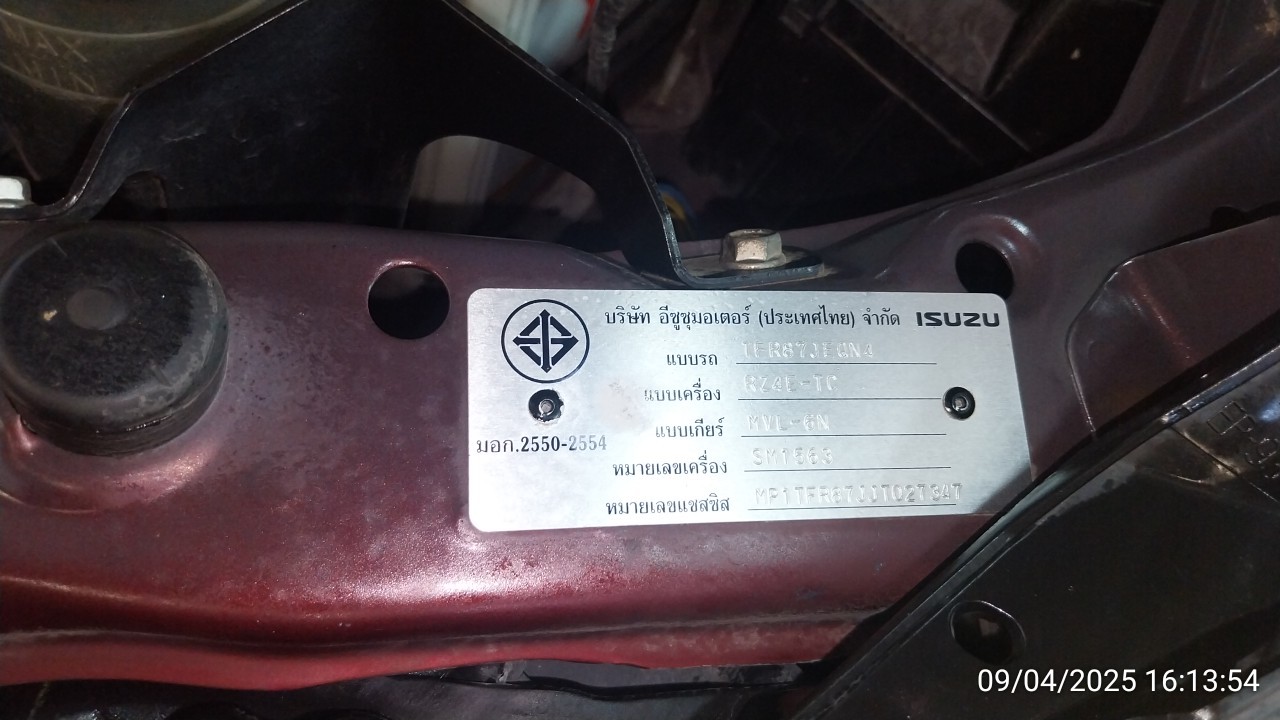 MAX
MIN
บริษัท อีซูซุมอเตอร์ (ประเทศไทย) จำกัด ISUZU
แบบรถ
แบบเครื่อง RZ4E-TC
แบบเกียร์ MVL-6N
มอก.2550-2554
หมายเลขเครื่อง SM1563
หมายเลขแชสซิส
09/04/2025 16:13:54